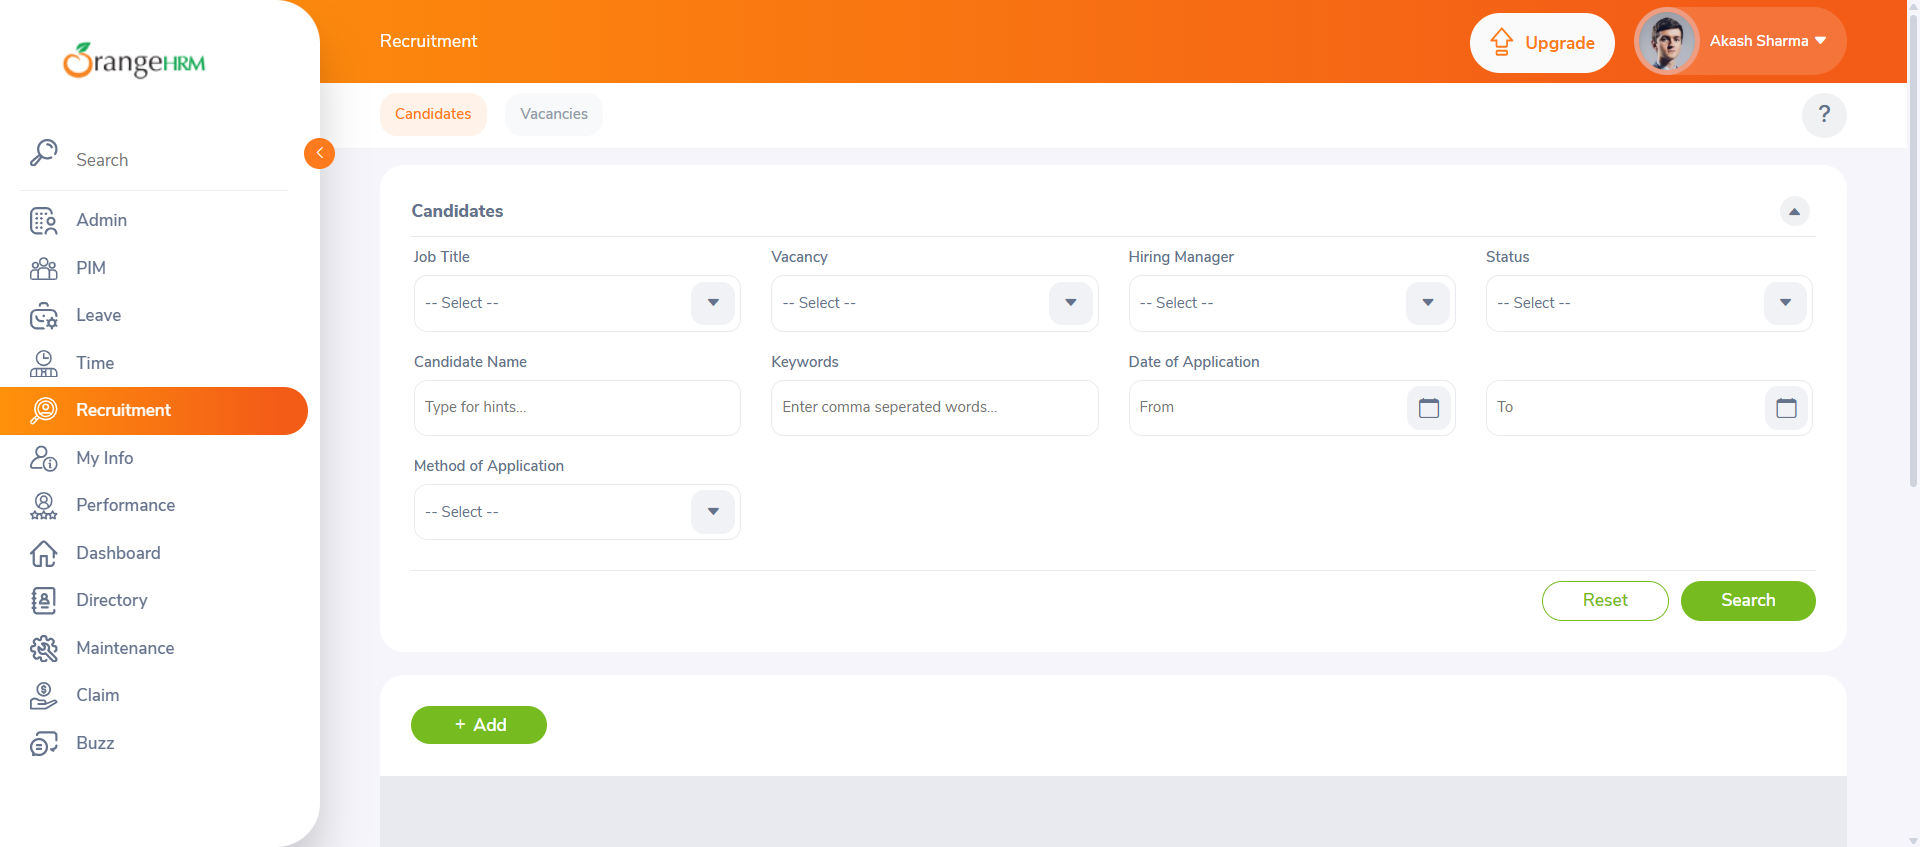 OrangeHRM
Recruitment
Upgrade
Akash Sharma
Candidates
Vacancies
?
Search
Admin
PIM
Leave
Time
Recruitment
My Info
Performance
Dashboard
Directory
Maintenance
Claim
Buzz
Candidates
Job Title
Vacancy
Hiring Manager
Status
-- Select --
-- Select --
-- Select --
-- Select --
Candidate Name
Keywords
Date of Application
Type for hints...
Enter comma seperated words...
From
To
Method of Application
-- Select --
Reset
Search
+ Add